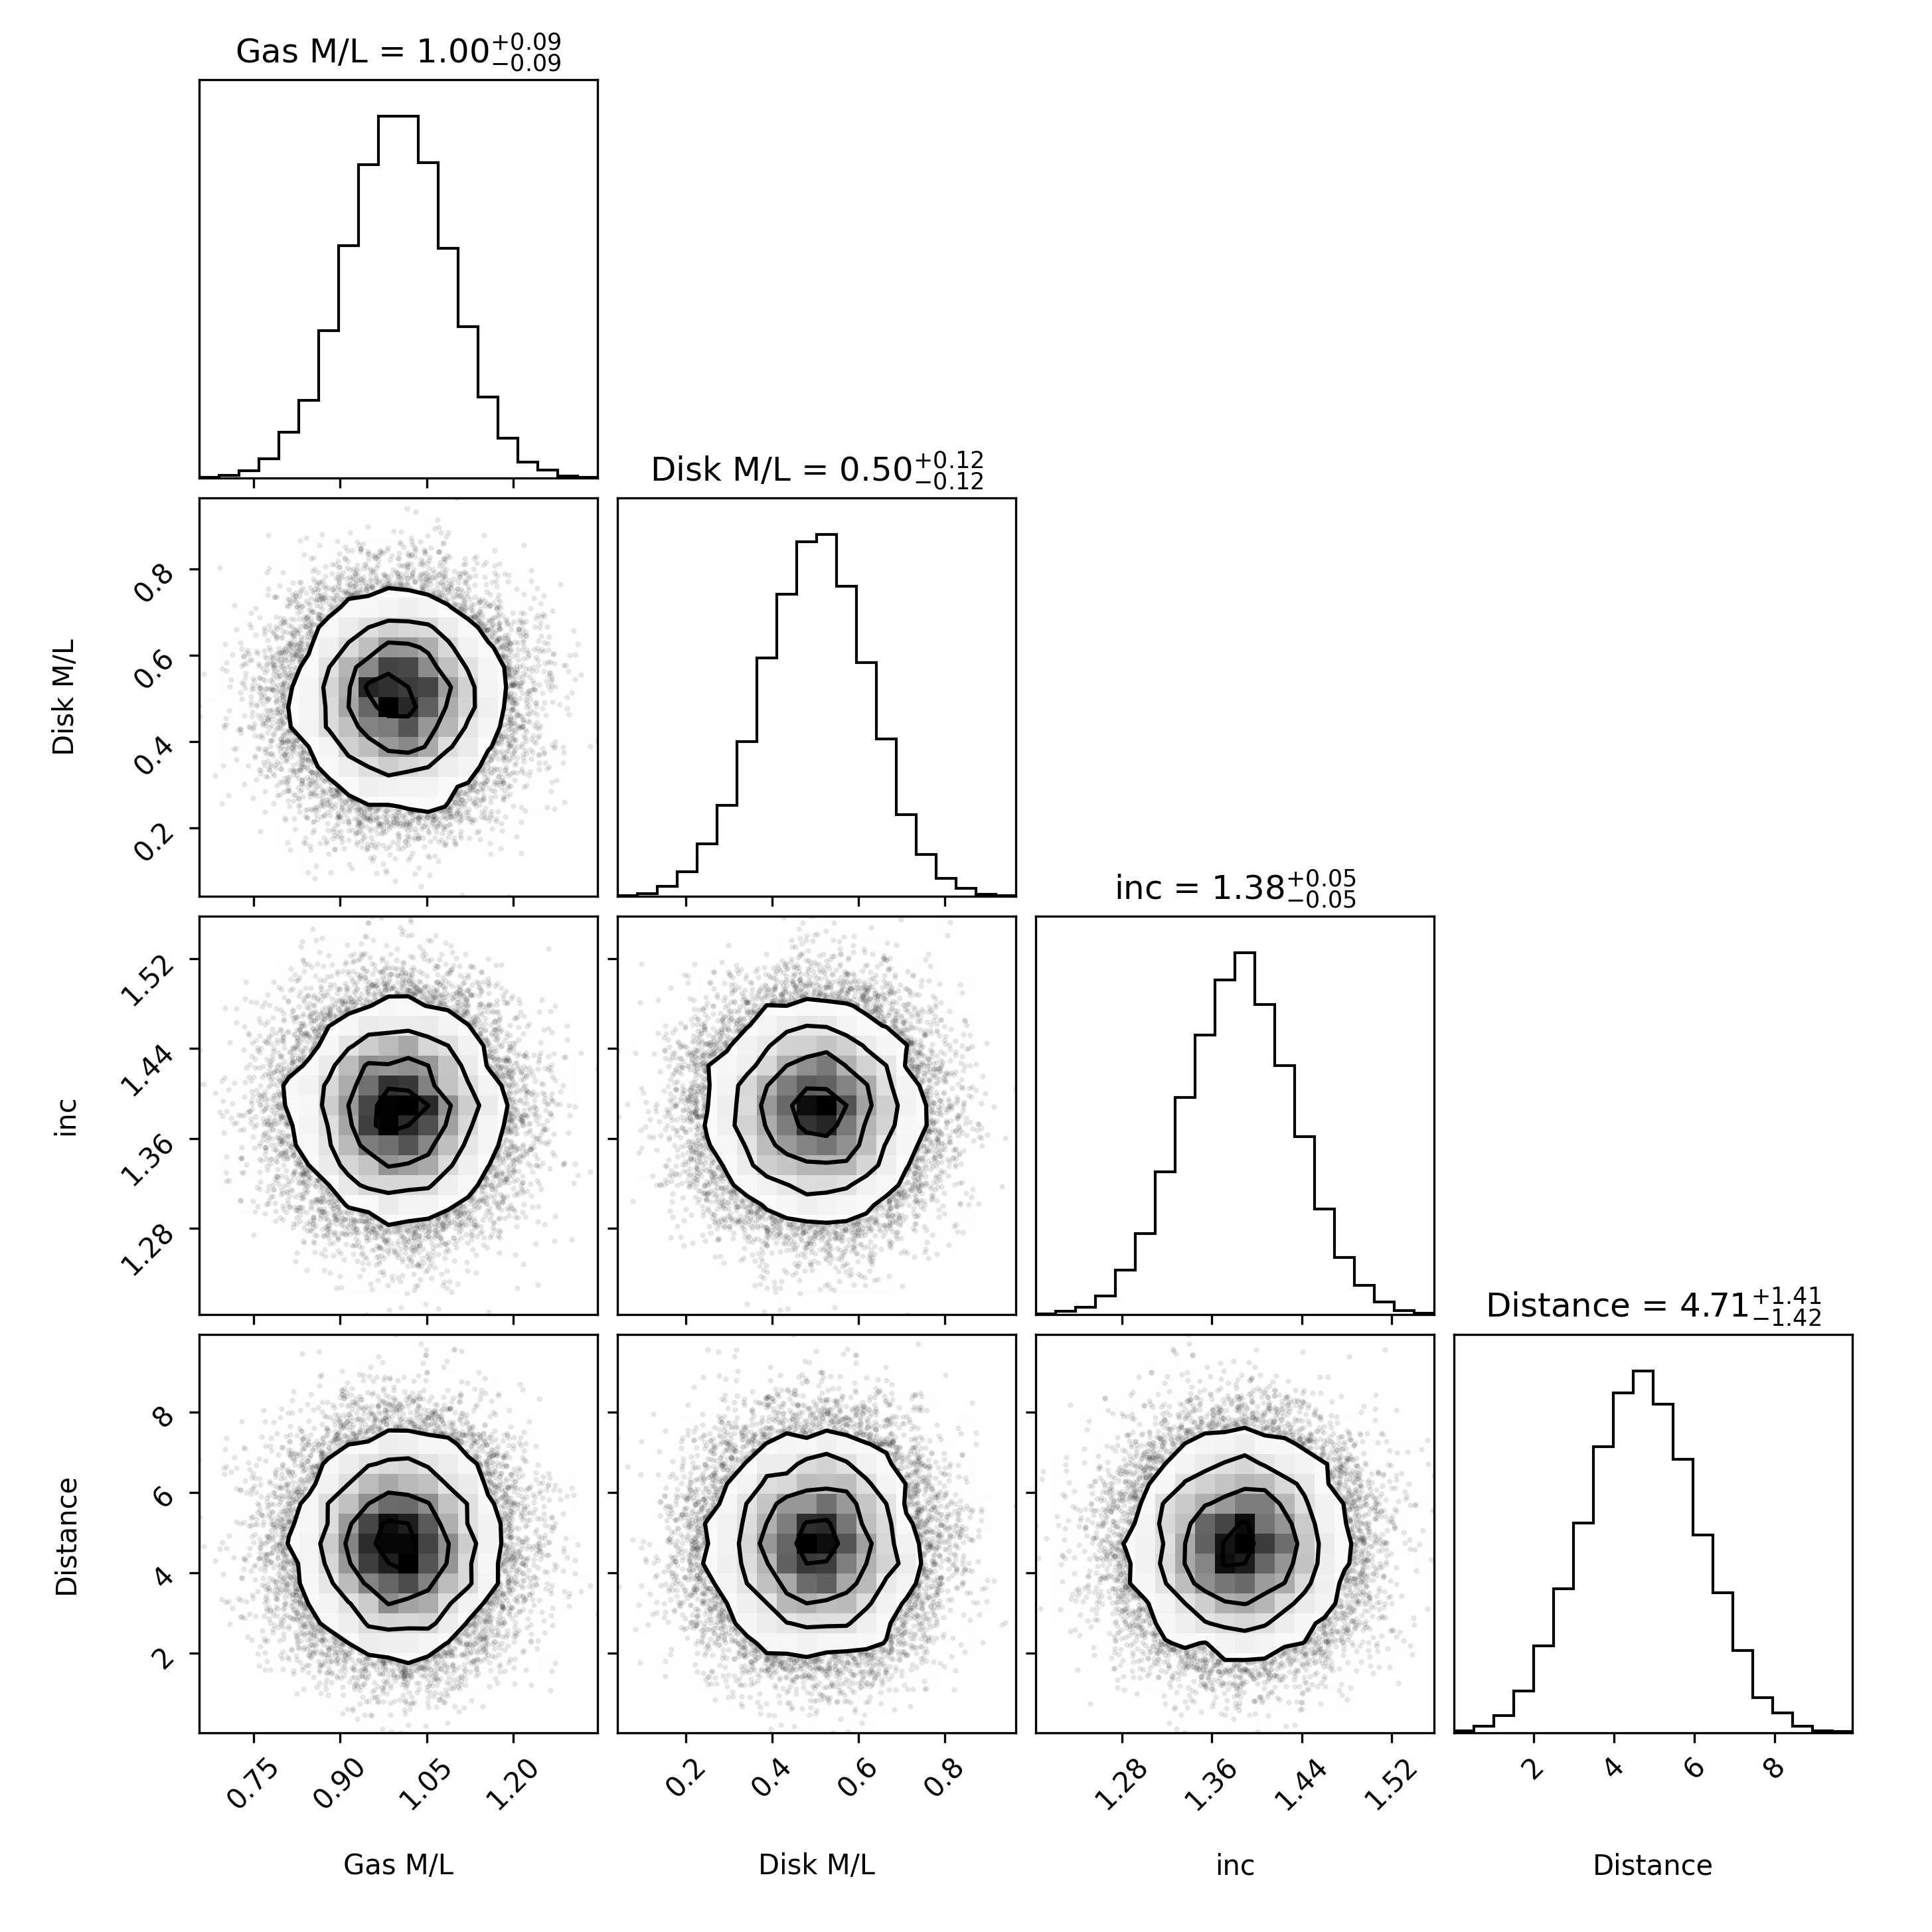 Gas M/L = 1.00+0.09−0.09
Disk M/L = 0.50+0.12−0.12
inc = 1.38+0.05−0.05
Distance = 4.71+1.41−1.42
Disk M/L
0.8
0.6
0.4
0.2
inc
1.52
1.44
1.36
1.28
Distance
8
6
4
2
0.75 0.90 1.05 1.20
0.2 0.4 0.6 0.8
1.28 1.36 1.44 1.52
2 4 6 8
Gas M/L
Disk M/L
inc
Distance